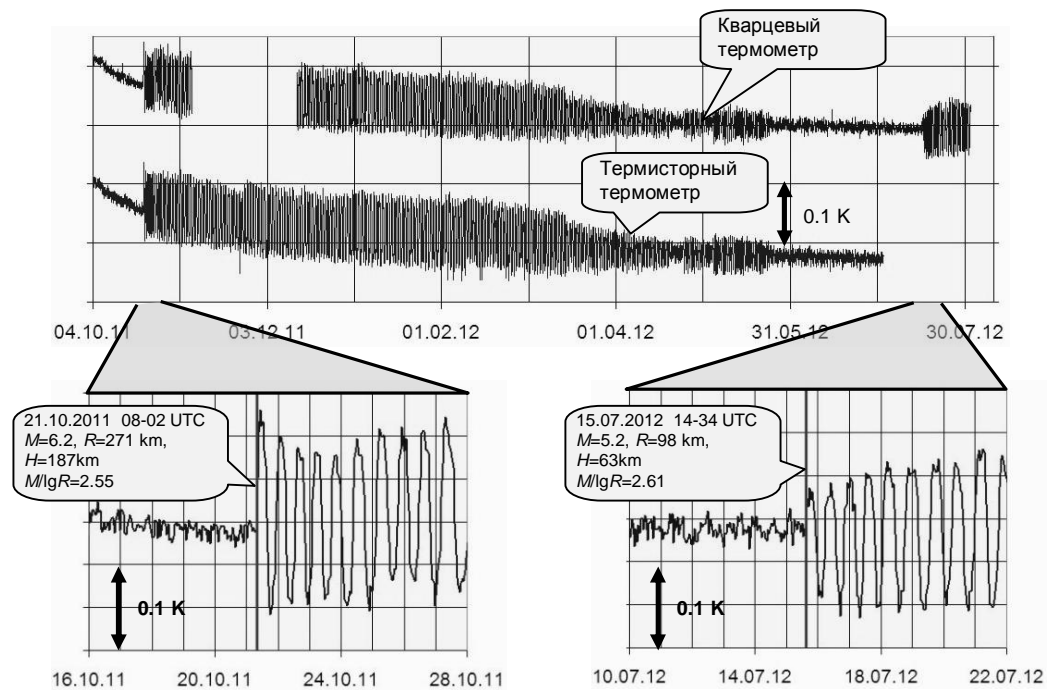 Кварцевый
термометр
Термисторный
термометр
0.1 K
04.10.11
03.12.11
01.02.12
01.04.12
31.05.12
30.07.12
21.10.2011 08-02 UTC
M=6.2, R=271 km,
H=187km
M/lgR=2.55
0.1 K
16.10.11
20.10.11
24.10.11
28.10.11
15.07.2012 14-34 UTC
M=5.2, R=98 km,
H=63km
M/lgR=2.61
0.1 K
10.07.12
14.07.12
18.07.12
22.07.12